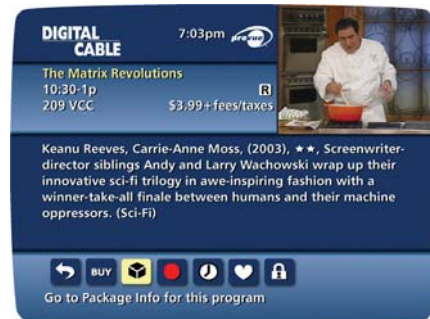 DIGITAL
CABLE
7:03pm
prevue
The Matrix Revolutions
10:30-1p
R
209 VCC
$3.99+fees/taxes
Keanu Reeves, Carrie-Anne Moss, (2003), ★★, Screenwriter-
director siblings Andy and Larry Wachowski wrap up their
innovative sci-fi trilogy in awe-inspiring fashion with a
winner-take-all finale between humans and their machine
oppressors. (Sci-Fi)
BUY
Go to Package Info for this program